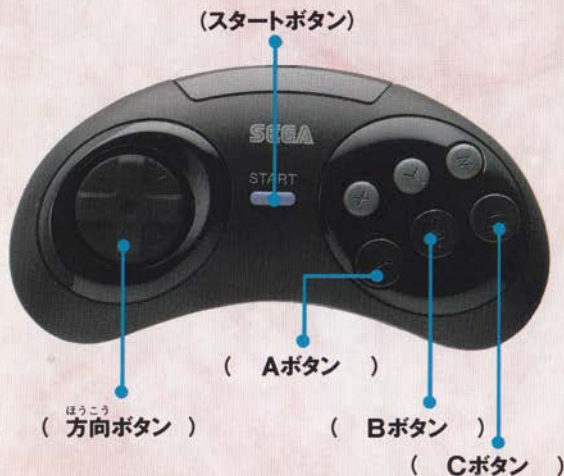 (スタートボタン)
SEGA
START
X Y Z
A B C
( Aボタン )
ほうこう
( 方向ボタン )
( Bボタン )
( Cボタン )